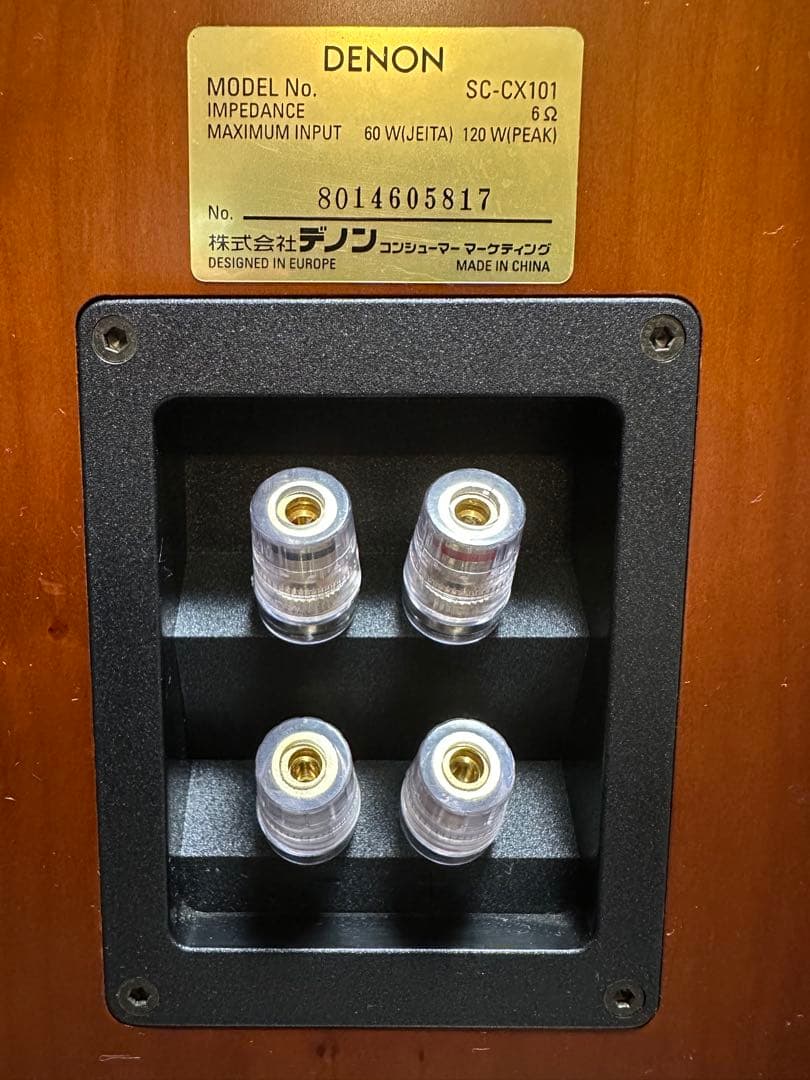 DENON
MODEL No. SC-CX101
IMPEDANCE 6Ω
MAXIMUM INPUT 60 W(JEITA) 120 W(PEAK)
No. 8014605817
株式会社デノン コンシューマー マーケティング
DESIGNED IN EUROPE MADE IN CHINA